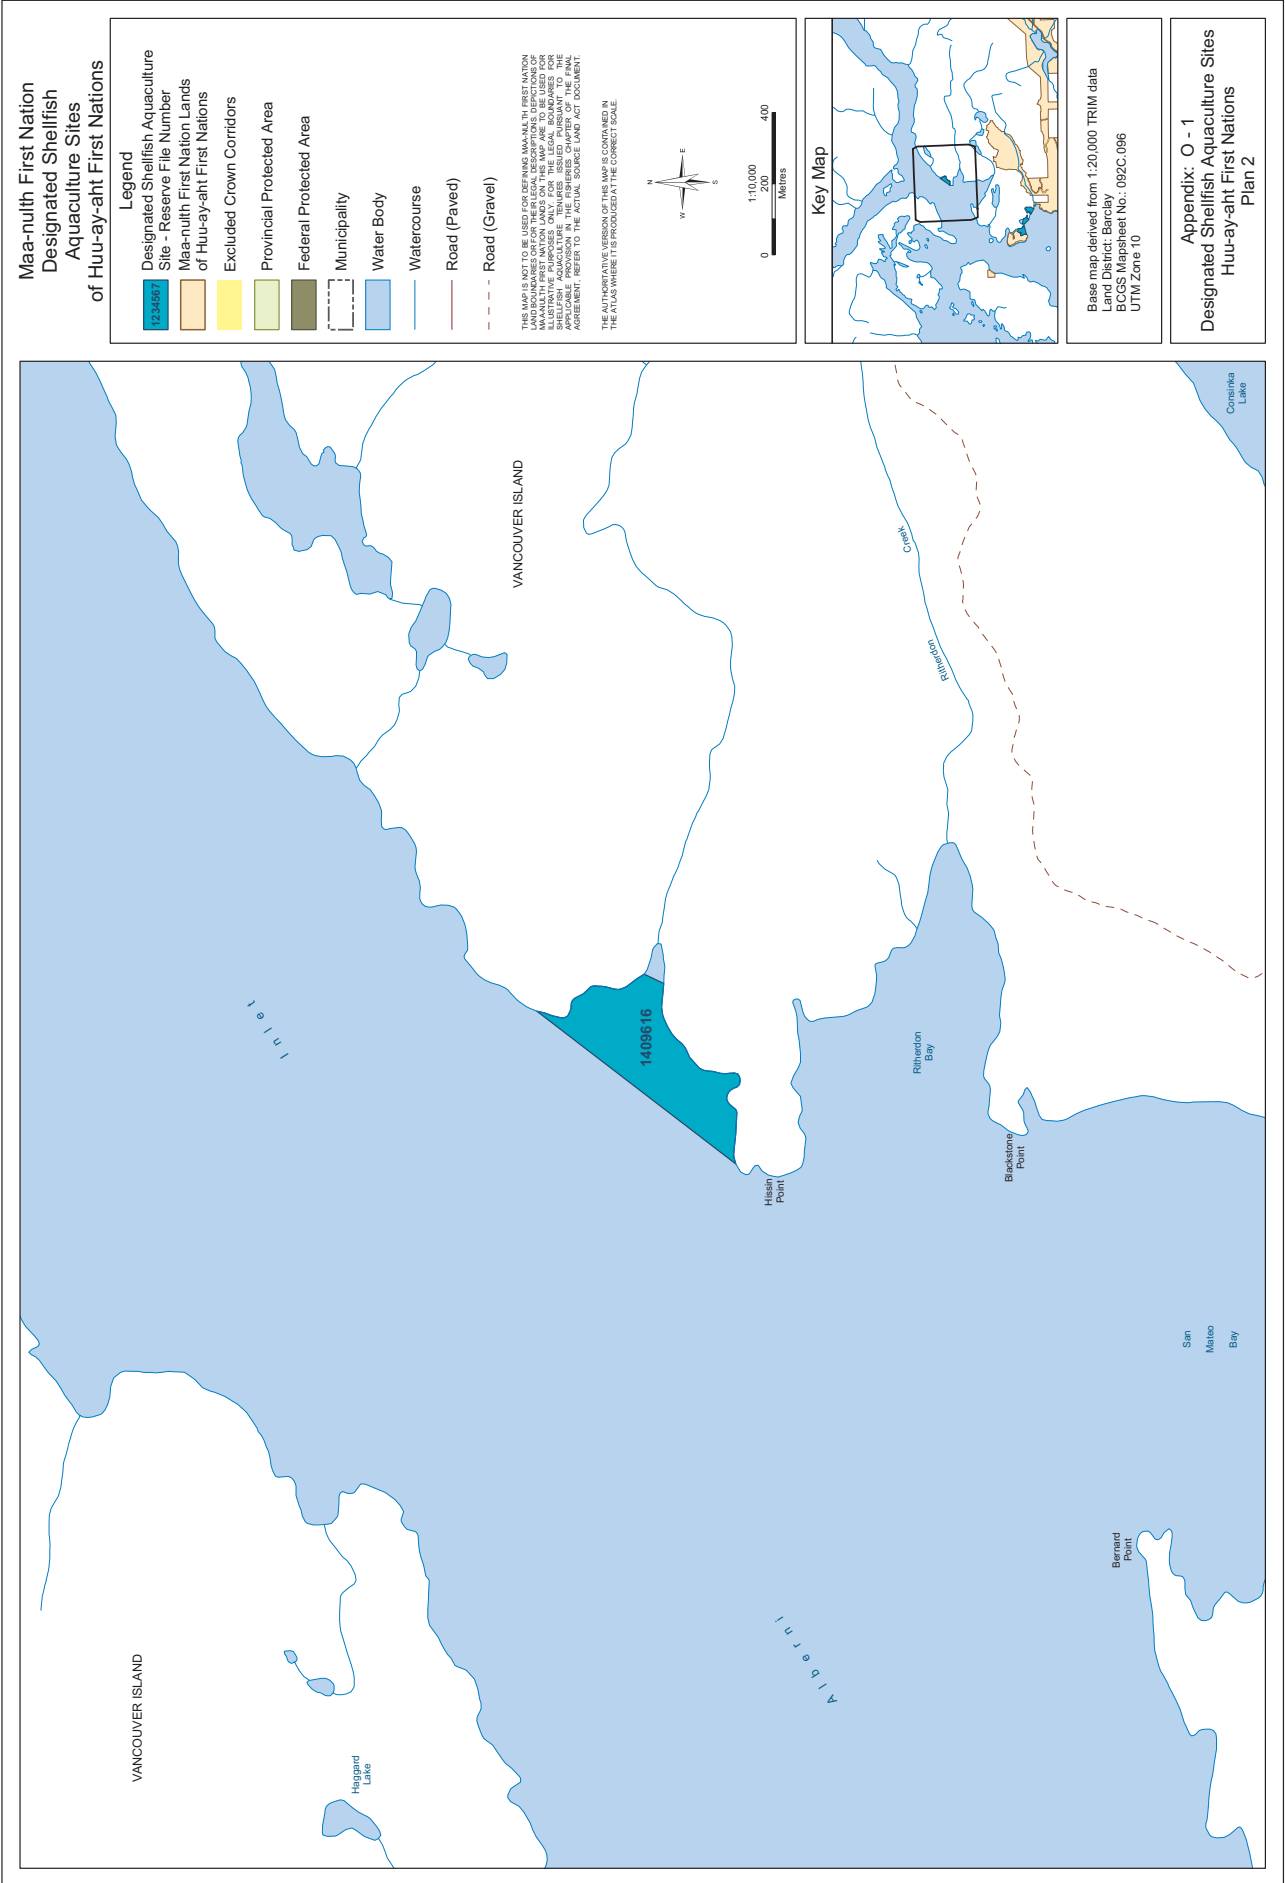 Maa-nulth First Nation
Designated Shellfish
Aquaculture Sites
of Huu-ay-aht First Nations
Legend
1234567
Designated Shellfish Aquaculture
Site - Reserve File Number
Maa-nulth First Nation Lands
of Huu-ay-aht First Nations
Excluded Crown Corridors
Provincial Protected Area
Federal Protected Area
Municipality
Water Body
Watercourse
Road (Paved)
Road (Gravel)
THIS MAP IS NOT TO BE USED FOR DEFINING MAA-NULTH FIRST NATION
LAND BOUNDARIES OR FOR THEIR LEGAL DESCRIPTIONS. DEPICTIONS OF
MAA-NULTH FIRST NATION LANDS ON THIS MAP ARE TO BE USED FOR
ILLUSTRATIVE PURPOSES ONLY. FOR THE LEGAL BOUNDARIES FOR
SHELLFISH AQUACULTURE TENURES ISSUED PURSUANT TO THE
APPLICABLE PROVISION IN THE FISHERIES CHAPTER OF THE FINAL
AGREEMENT, REFER TO THE ACTUAL SOURCE LAND ACT DOCUMENT.
THE AUTHORITATIVE VERSION OF THIS MAP IS CONTAINED IN
THE ATLAS WHERE IT IS PRODUCED AT THE CORRECT SCALE.
N
W E
S
1:10,000
0 200 400
Metres
Key Map
Base map derived from 1:20,000 TRIM data
Land District: Barclay
BCGS Mapsheet No.: 092C.096
UTM Zone 10
Appendix: O - 1
Designated Shellfish Aquaculture Sites
Huu-ay-aht First Nations
Plan 2
VANCOUVER ISLAND
Haggard
Lake
Inlet
Alberni
VANCOUVER ISLAND
1409616
Hissin
Point
Ritherdon
Creek
Ritherdon
Bay
Blackstone
Point
Bernard
Point
San
Mateo
Bay
Consinka
Lake